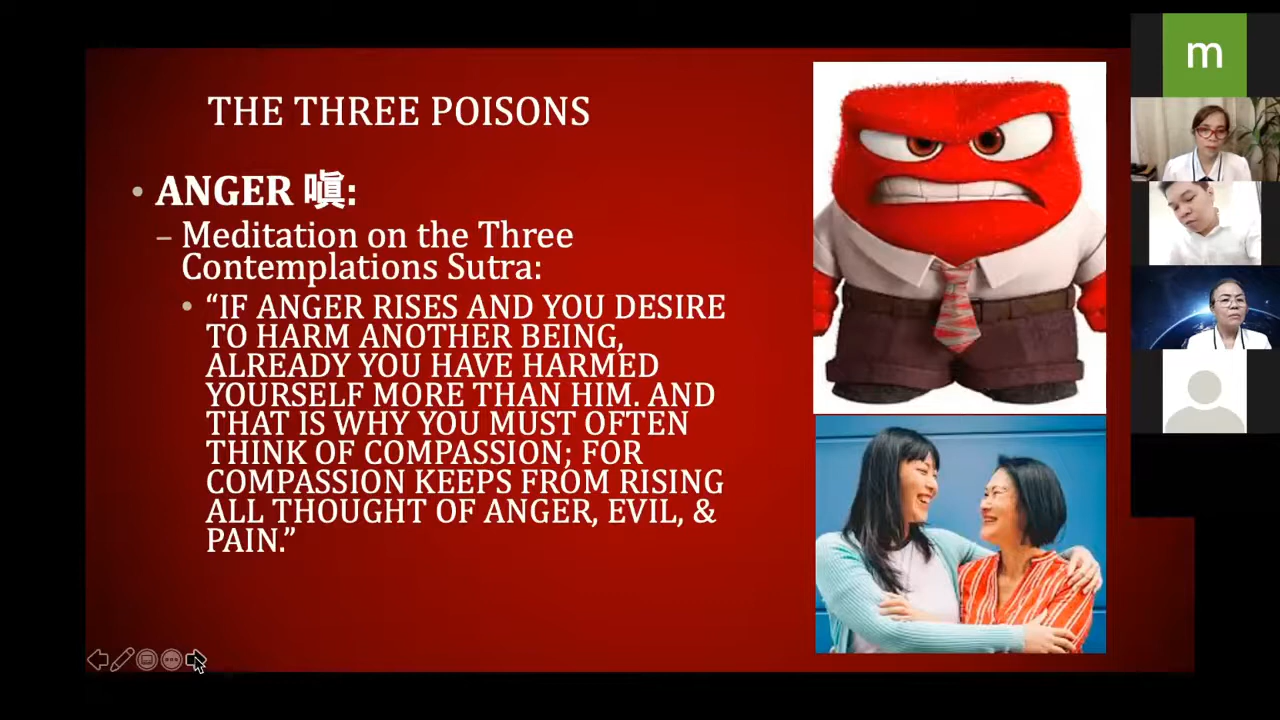 THE THREE POISONS
• ANGER 嗔:
– Meditation on the Three
Contemplations Sutra:
• “IF ANGER RISES AND YOU DESIRE
TO HARM ANOTHER BEING,
ALREADY YOU HAVE HARMED
YOURSELF MORE THAN HIM. AND
THAT IS WHY YOU MUST OFTEN
THINK OF COMPASSION; FOR
COMPASSION KEEPS FROM RISING
ALL THOUGHT OF ANGER, EVIL, &
PAIN.”
m